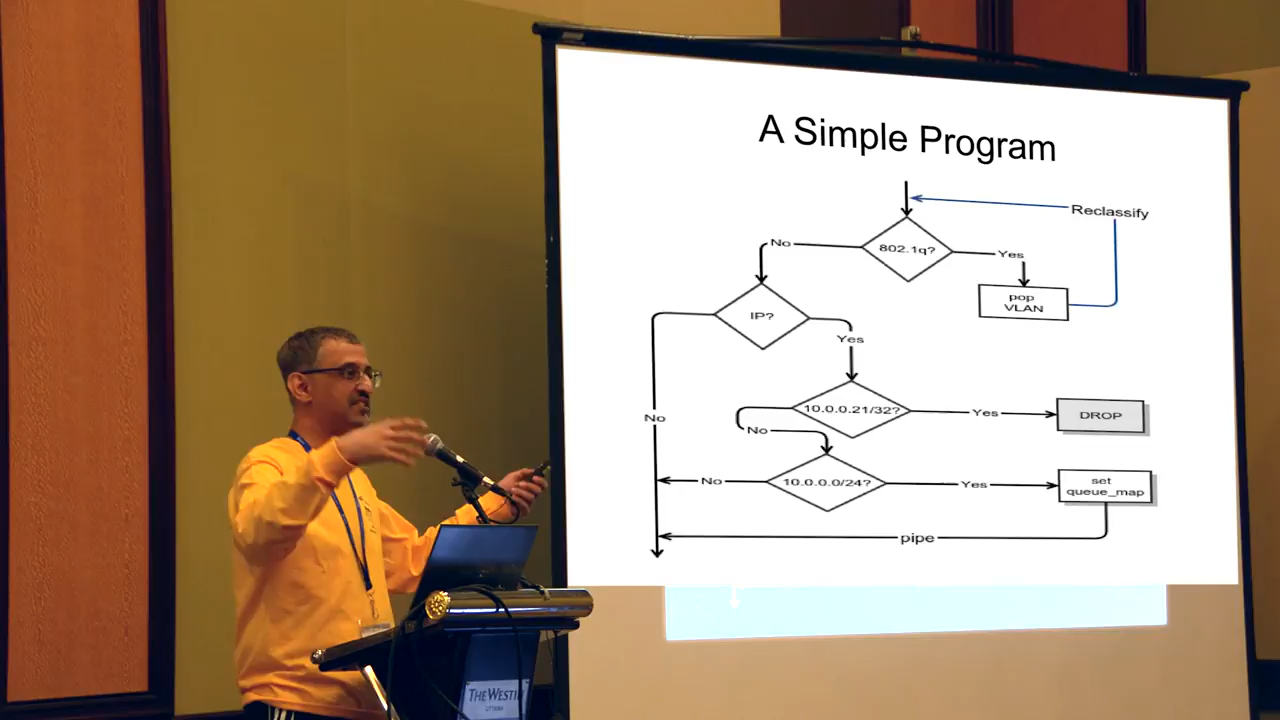 A Simple Program
Reclassify
802.1q?
No
Yes
pop
VLAN
IP?
Yes
No
10.0.0.21/32?
Yes
DROP
No
10.0.0.0/24?
No
Yes
set
queue_map
pipe
THE WESTIN
OTTAWA